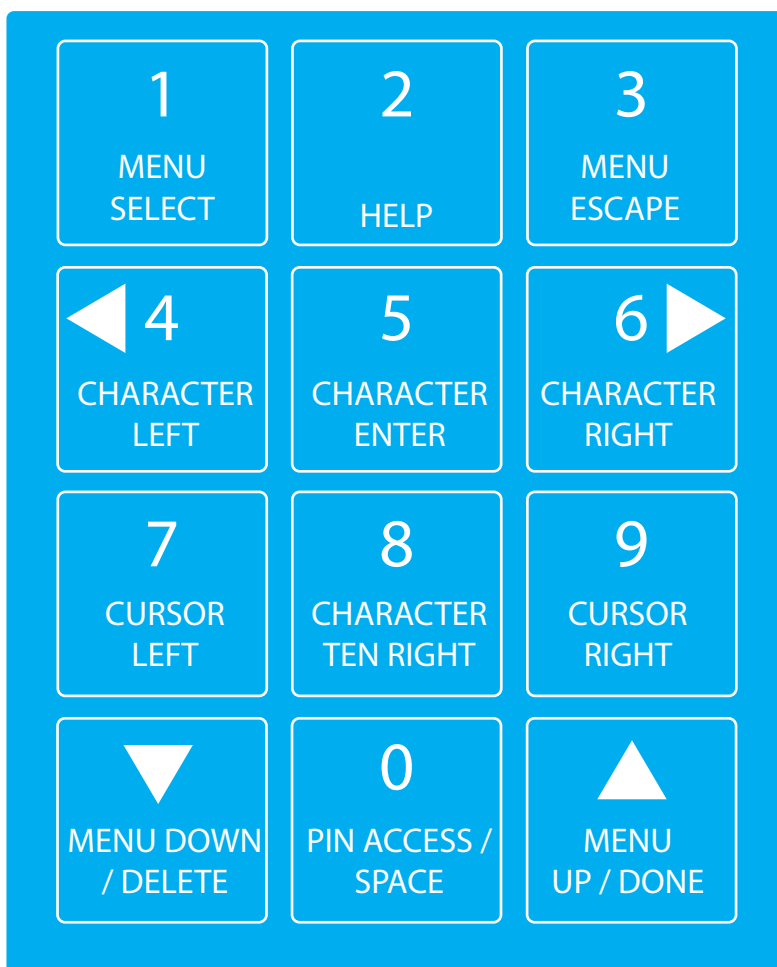 1
MENU
SELECT
2
HELP
3
MENU
ESCAPE
4
CHARACTER
LEFT
5
CHARACTER
ENTER
6
CHARACTER
RIGHT
7
CURSOR
LEFT
8
CHARACTER
TEN RIGHT
9
CURSOR
RIGHT
MENU DOWN
/ DELETE
0
PIN ACCESS /
SPACE
MENU
UP / DONE